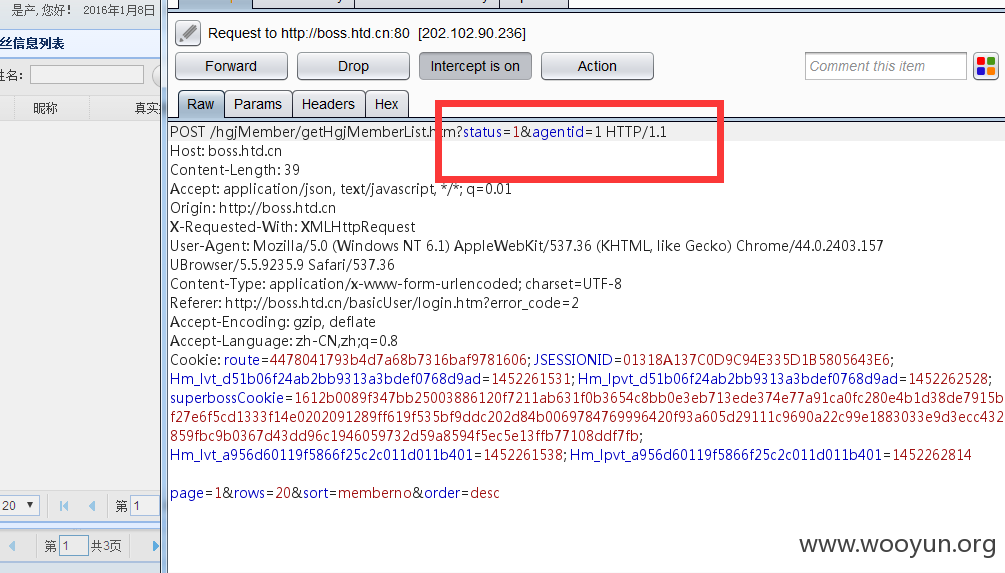 是产, 您好! 2016年1月8日
丝信息列表
姓名:
昵称
真实
Request to http://boss.htd.cn:80 [202.102.90.236]
Forward
Drop
Intercept is on
Action
Comment this item
Raw
Params
Headers
Hex
POST /hgjMember/getHgjMemberList.htm?status=1&agentid=1 HTTP/1.1
Host: boss.htd.cn
Content-Length: 39
Accept: application/json, text/javascript, */*; q=0.01
Origin: http://boss.htd.cn
X-Requested-With: XMLHttpRequest
User-Agent: Mozilla/5.0 (Windows NT 6.1) AppleWebKit/537.36 (KHTML, like Gecko) Chrome/44.0.2403.157
UBrowser/5.5.9235.9 Safari/537.36
Content-Type: application/x-www-form-urlencoded; charset=UTF-8
Referer: http://boss.htd.cn/basicUser/login.htm?error_code=2
Accept-Encoding: gzip, deflate
Accept-Language: zh-CN,zh;q=0.8
Cookie: route=4478041793b4d7a68b7316baf9781606; JSESSIONID=01318A137C0D9C94E335D1B5805643E6;
Hm_lvt_d51b06f24ab2bb9313a3bdef0768d9ad=1452261531; Hm_lpvt_d51b06f24ab2bb9313a3bdef0768d9ad=1452262528;
superbossCookie=1612b0089f347bb25003886120f7211ab631f0b3654c8bb0e3eb713ede374e77a91ca0fc280e4b1d38de7915b
f27e6f5cd1333f14e0202091289ff619f535bf9ddc202d84b0069784769996420f93a605d29111c9690a22c99e1883033e9d3ecc432
859fbc9b0367d43dd96c1946059732d59a8594f5ec5e13ffb77108ddf7fb;
Hm_lvt_a956d60119f5866f25c2c011d011b401=1452261538; Hm_lpvt_a956d60119f5866f25c2c011d011b401=1452262814
page=1&rows=20&sort=memberno&order=desc
20
第 1
第 1 共3页
www.wooyun.org